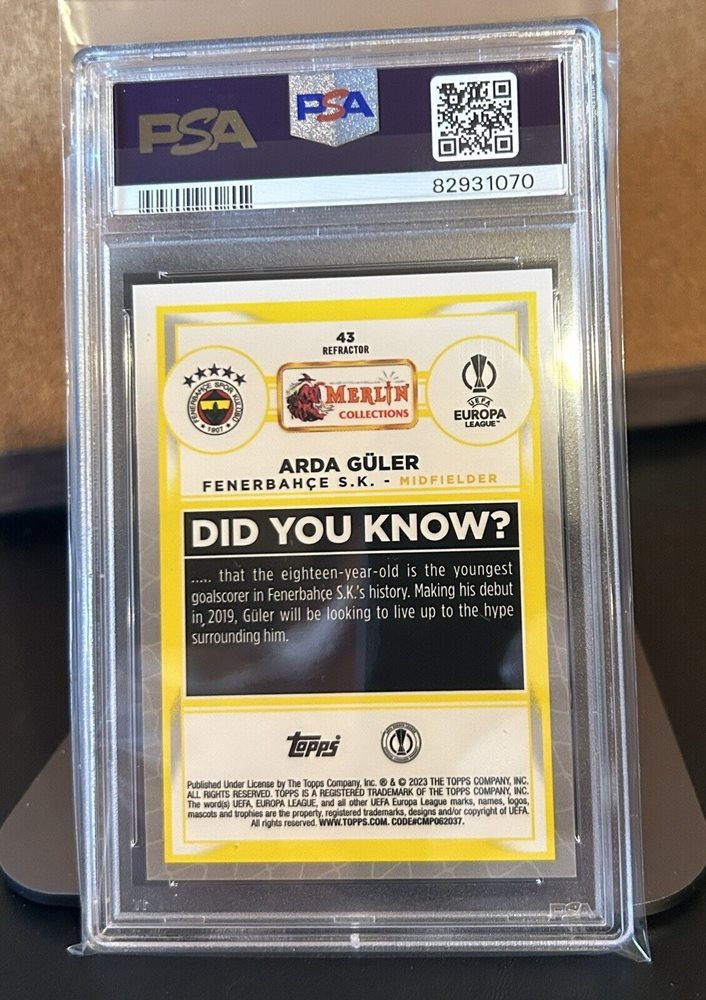 PSA
PSA
82931070
43
REFRACTOR
FENERBAHÇE SPOR KULÜBÜ
1907
MERLIN
COLLECTIONS
UEFA
EUROPA
LEAGUE™
ARDA GÜLER
FENERBAHÇE S.K. - MIDFIELDER
DID YOU KNOW?
..... that the eighteen-year-old is the youngest
goalscorer in Fenerbahçe S.K.'s history. Making his debut
in 2019, Güler will be looking to live up to the hype
surrounding him.
topps
Published Under License by The Topps Company, Inc. ® & © 2023 THE TOPPS COMPANY, INC.
ALL RIGHTS RESERVED. TOPPS IS A REGISTERED TRADEMARK OF THE TOPPS COMPANY, INC.
The word(s) UEFA, EUROPA LEAGUE, and all other UEFA Europa League marks, names, logos,
mascots and trophies are the property, registered trademarks, designs and/or copyright of UEFA.
All rights reserved. WWW.TOPPS.COM. CODE#CMP062037.
PSA